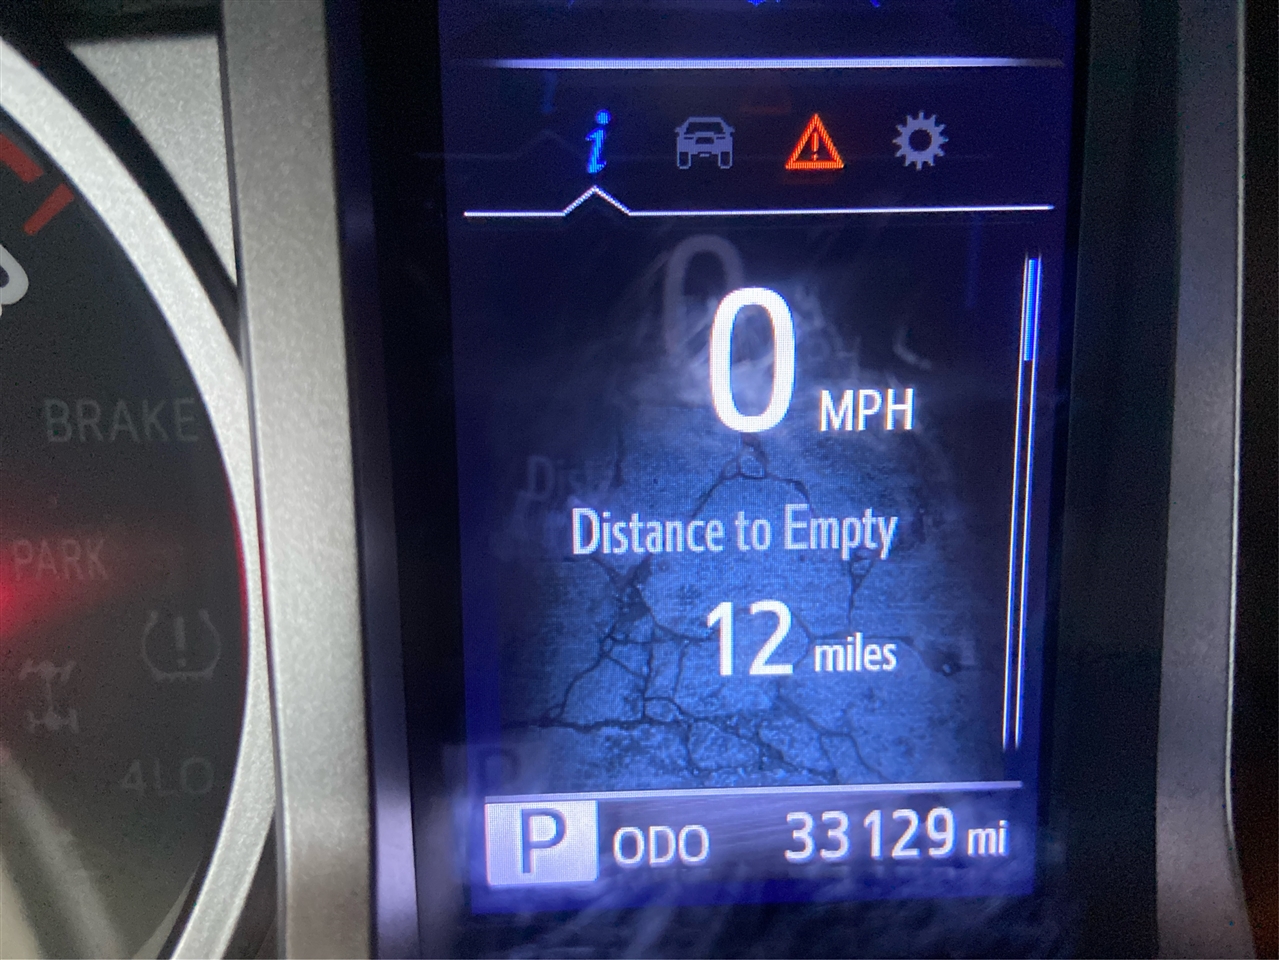 0 MPH
Distance to Empty
12 miles
P ODO 33129 mi
BRAKE
PARK
4LO